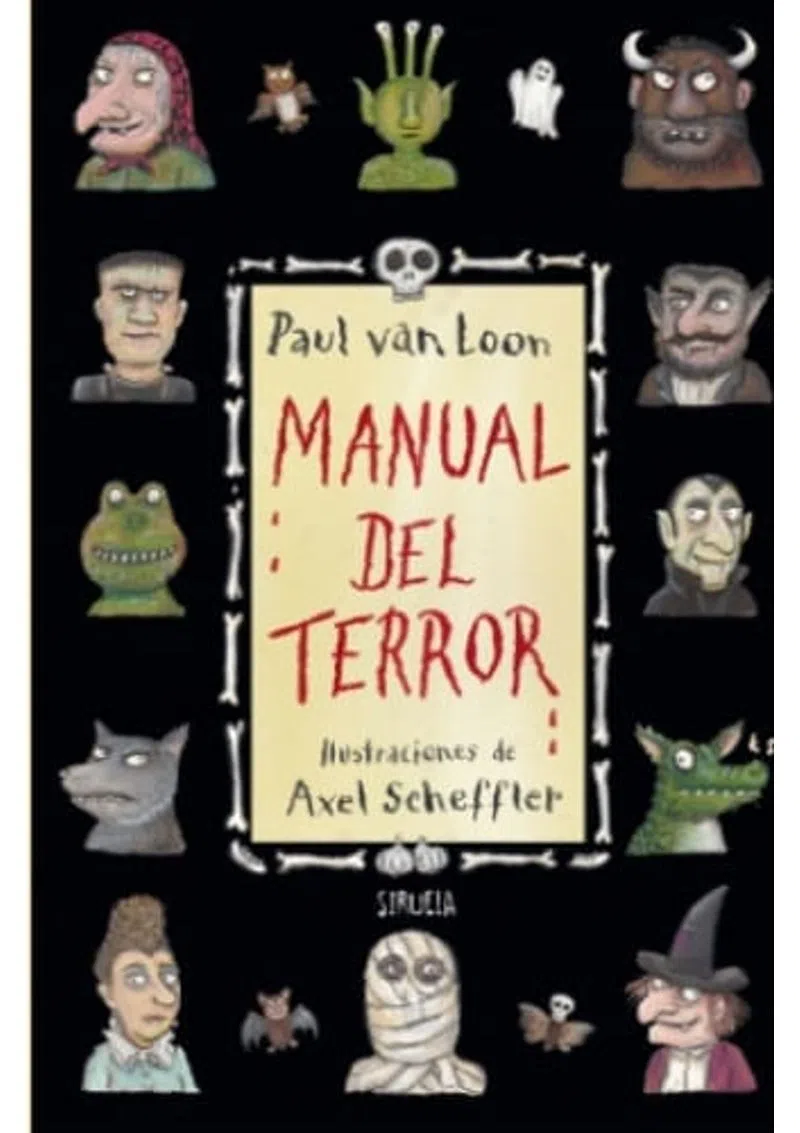 Paul van Loon
MANUAL
DEL
TERROR
Ilustraciones de
Axel Scheffler
SIRUELA